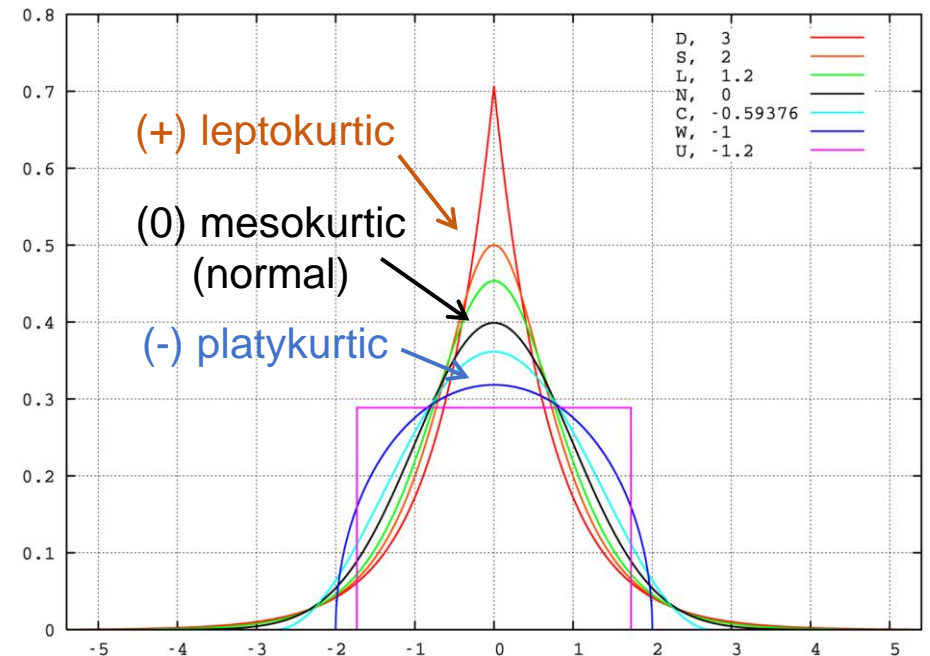 0.8
0.7
0.6
0.5
0.4
0.3
0.2
0.1
0
D, 3
S, 2
L, 1.2
N, 0
C, -0.59376
W, -1
U, -1.2
(+) leptokurtic
(0) mesokurtic
(normal)
(-) platykurtic
-5 -4 -3 -2 -1 0 1 2 3 4 5